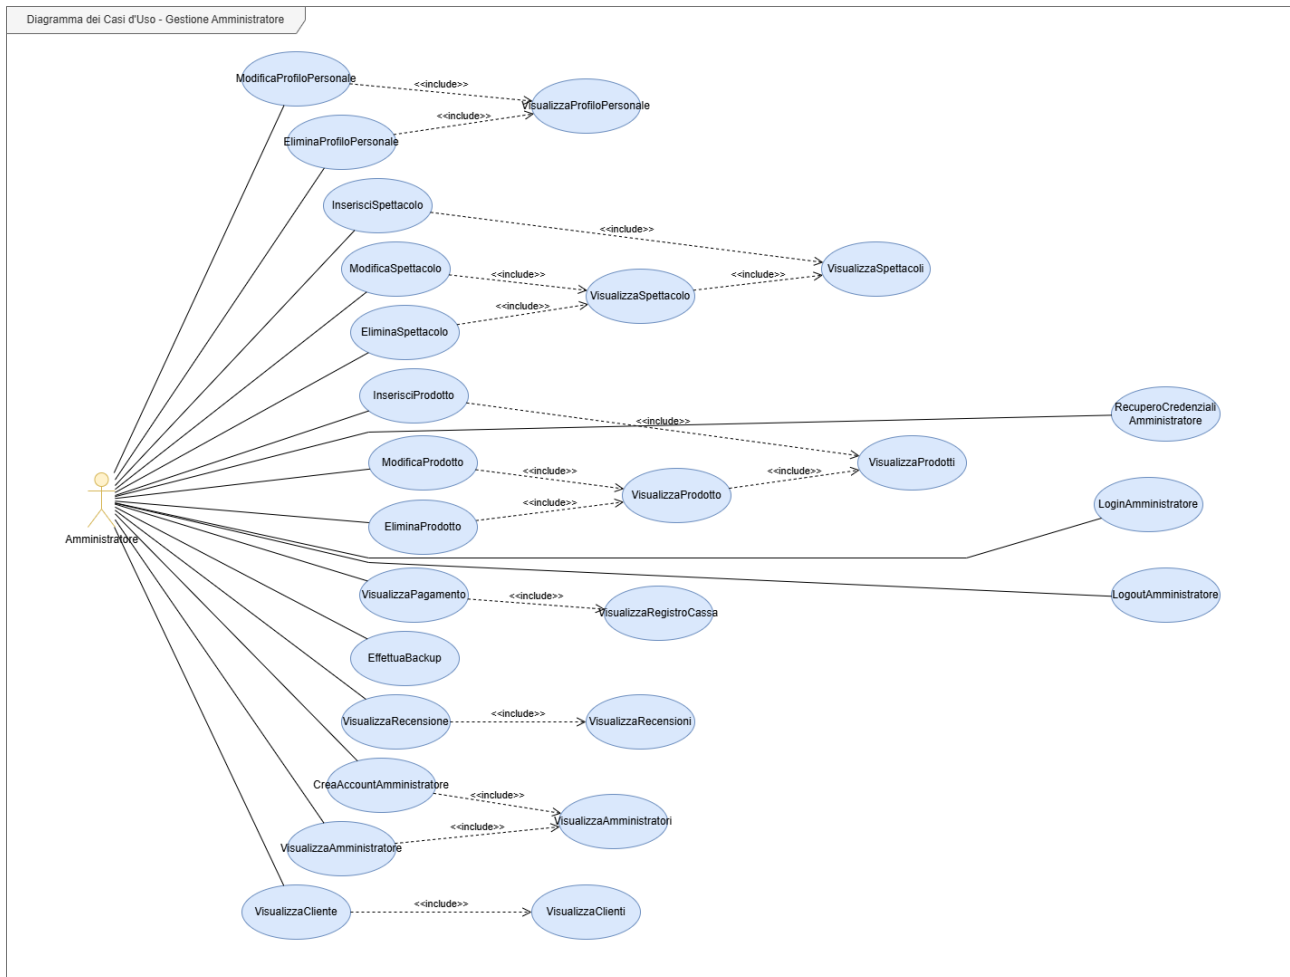 Diagramma dei Casi d'Uso - Gestione Amministratore
ModificaProfiloPersonale
<<include>>
VisualizzaProfiloPersonale
<<include>>
EliminaProfiloPersonale
InserisciSpettacolo
<<include>>
ModificaSpettacolo
<<include>>
<<include>>
VisualizzaSpettacoli
VisualizzaSpettacolo
<<include>>
EliminaSpettacolo
InserisciProdotto
<<include>>
RecuperoCredenziali
Amministratore
ModificaProdotto
<<include>>
<<include>>
VisualizzaProdotti
VisualizzaProdotto
<<include>>
EliminaProdotto
LoginAmministratore
Amministratore
VisualizzaPagamento
<<include>>
VisualizzaRegistroCassa
LogoutAmministratore
EffettuaBackup
VisualizzaRecensione
<<include>>
VisualizzaRecensioni
CreaAccountAmministratore
<<include>>
VisualizzaAmministratori
<<include>>
VisualizzaAmministratore
VisualizzaCliente
<<include>>
VisualizzaClienti